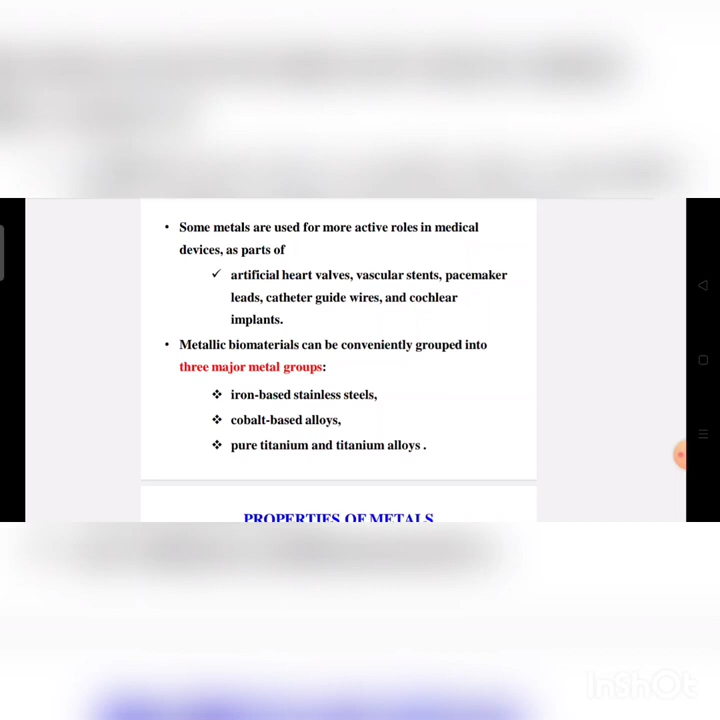 • Some metals are used for more active roles in medical
devices, as parts of
✓ artificial heart valves, vascular stents, pacemaker
leads, catheter guide wires, and cochlear
implants.
• Metallic biomaterials can be conveniently grouped into
three major metal groups:
❖ iron-based stainless steels,
❖ cobalt-based alloys,
❖ pure titanium and titanium alloys .
PROPERTIES OF METALS
InShOt